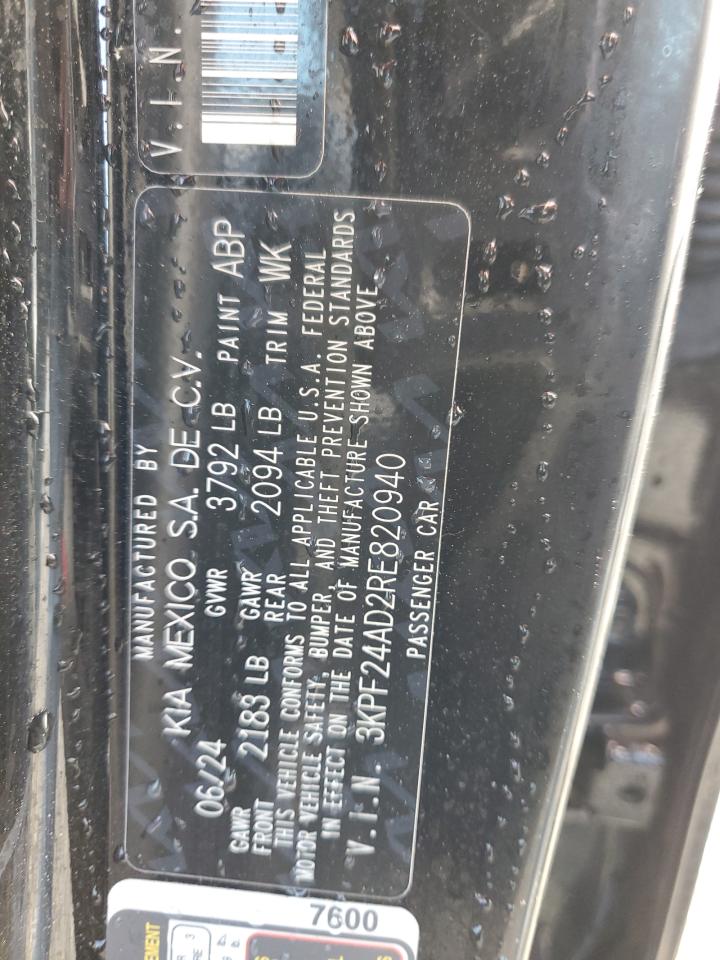 MANUFACTURED BY
KIA MEXICO S.A. DE C.V.
06/24 GVWR 3792 LB PAINT ABP
GAWR FRONT 2183 LB GAWR REAR 2094 LB TRIM WK
THIS VEHICLE CONFORMS TO ALL APPLICABLE U.S.A. FEDERAL
MOTOR VEHICLE SAFETY, BUMPER, AND THEFT PREVENTION STANDARDS
IN EFFECT ON THE DATE OF MANUFACTURE SHOWN ABOVE.
V.I.N. 3KPF24AD2RE820940
PASSENGER CAR
V.I.N.
7600